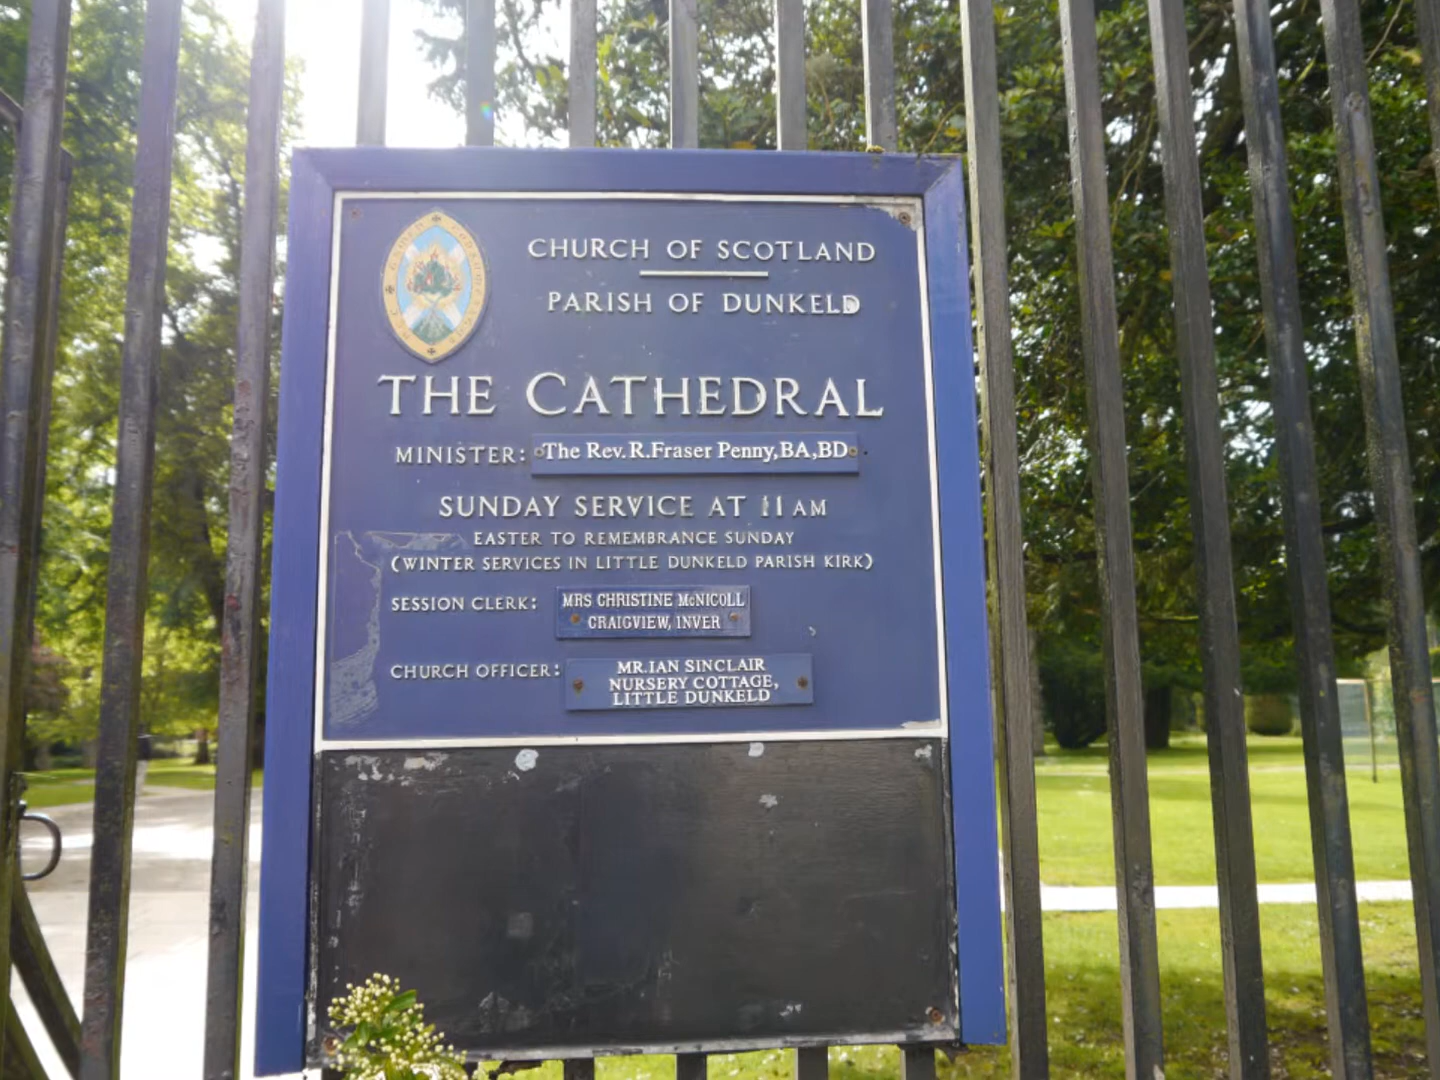 CHURCH OF SCOTLAND
PARISH OF DUNKELD
THE CATHEDRAL
MINISTER: The Rev. R.Fraser Penny,BA,BD
SUNDAY SERVICE AT 11 AM
EASTER TO REMEMBRANCE SUNDAY
(WINTER SERVICES IN LITTLE DUNKELD PARISH KIRK)
SESSION CLERK: MRS CHRISTINE McNICOLL
CRAIGVIEW, INVER
CHURCH OFFICER: MR.IAN SINCLAIR
NURSERY COTTAGE,
LITTLE DUNKELD